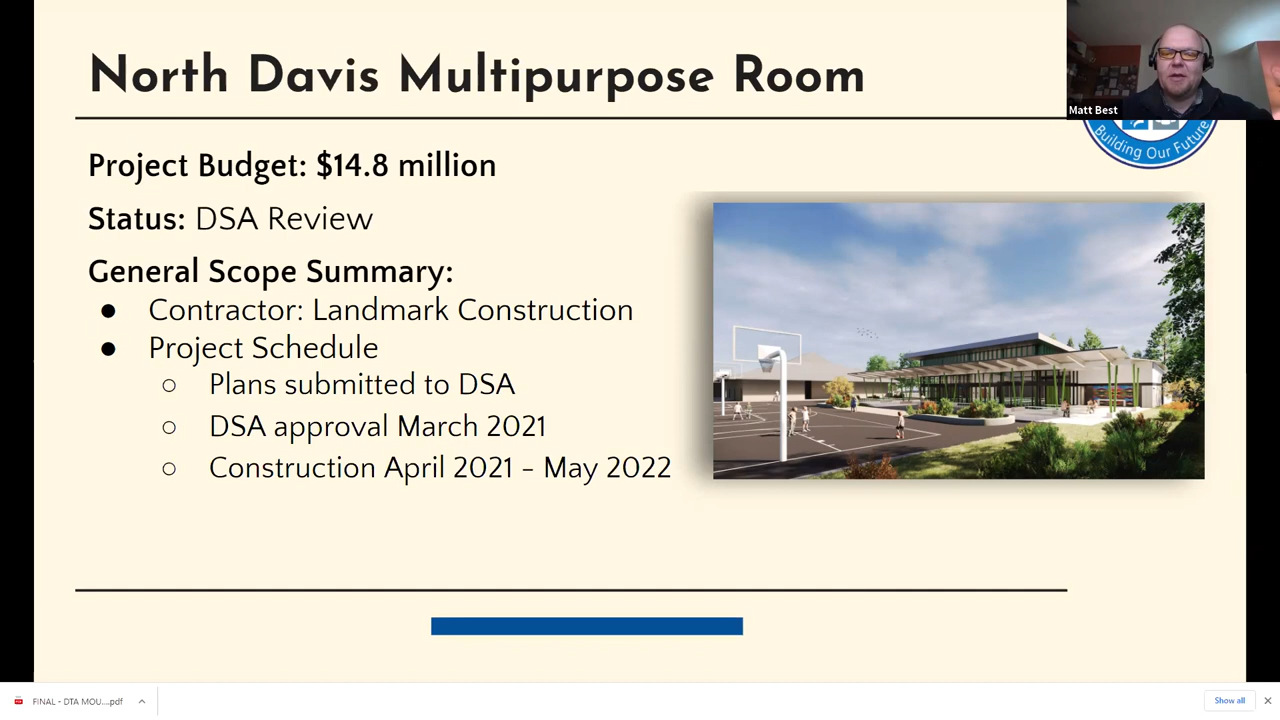 North Davis Multipurpose Room
Matt Best
Building Our Future
Project Budget: $14.8 million
Status: DSA Review
General Scope Summary:
● Contractor: Landmark Construction
● Project Schedule
○ Plans submitted to DSA
○ DSA approval March 2021
○ Construction April 2021 - May 2022
FINAL - DTA MOU....pdf
Show all